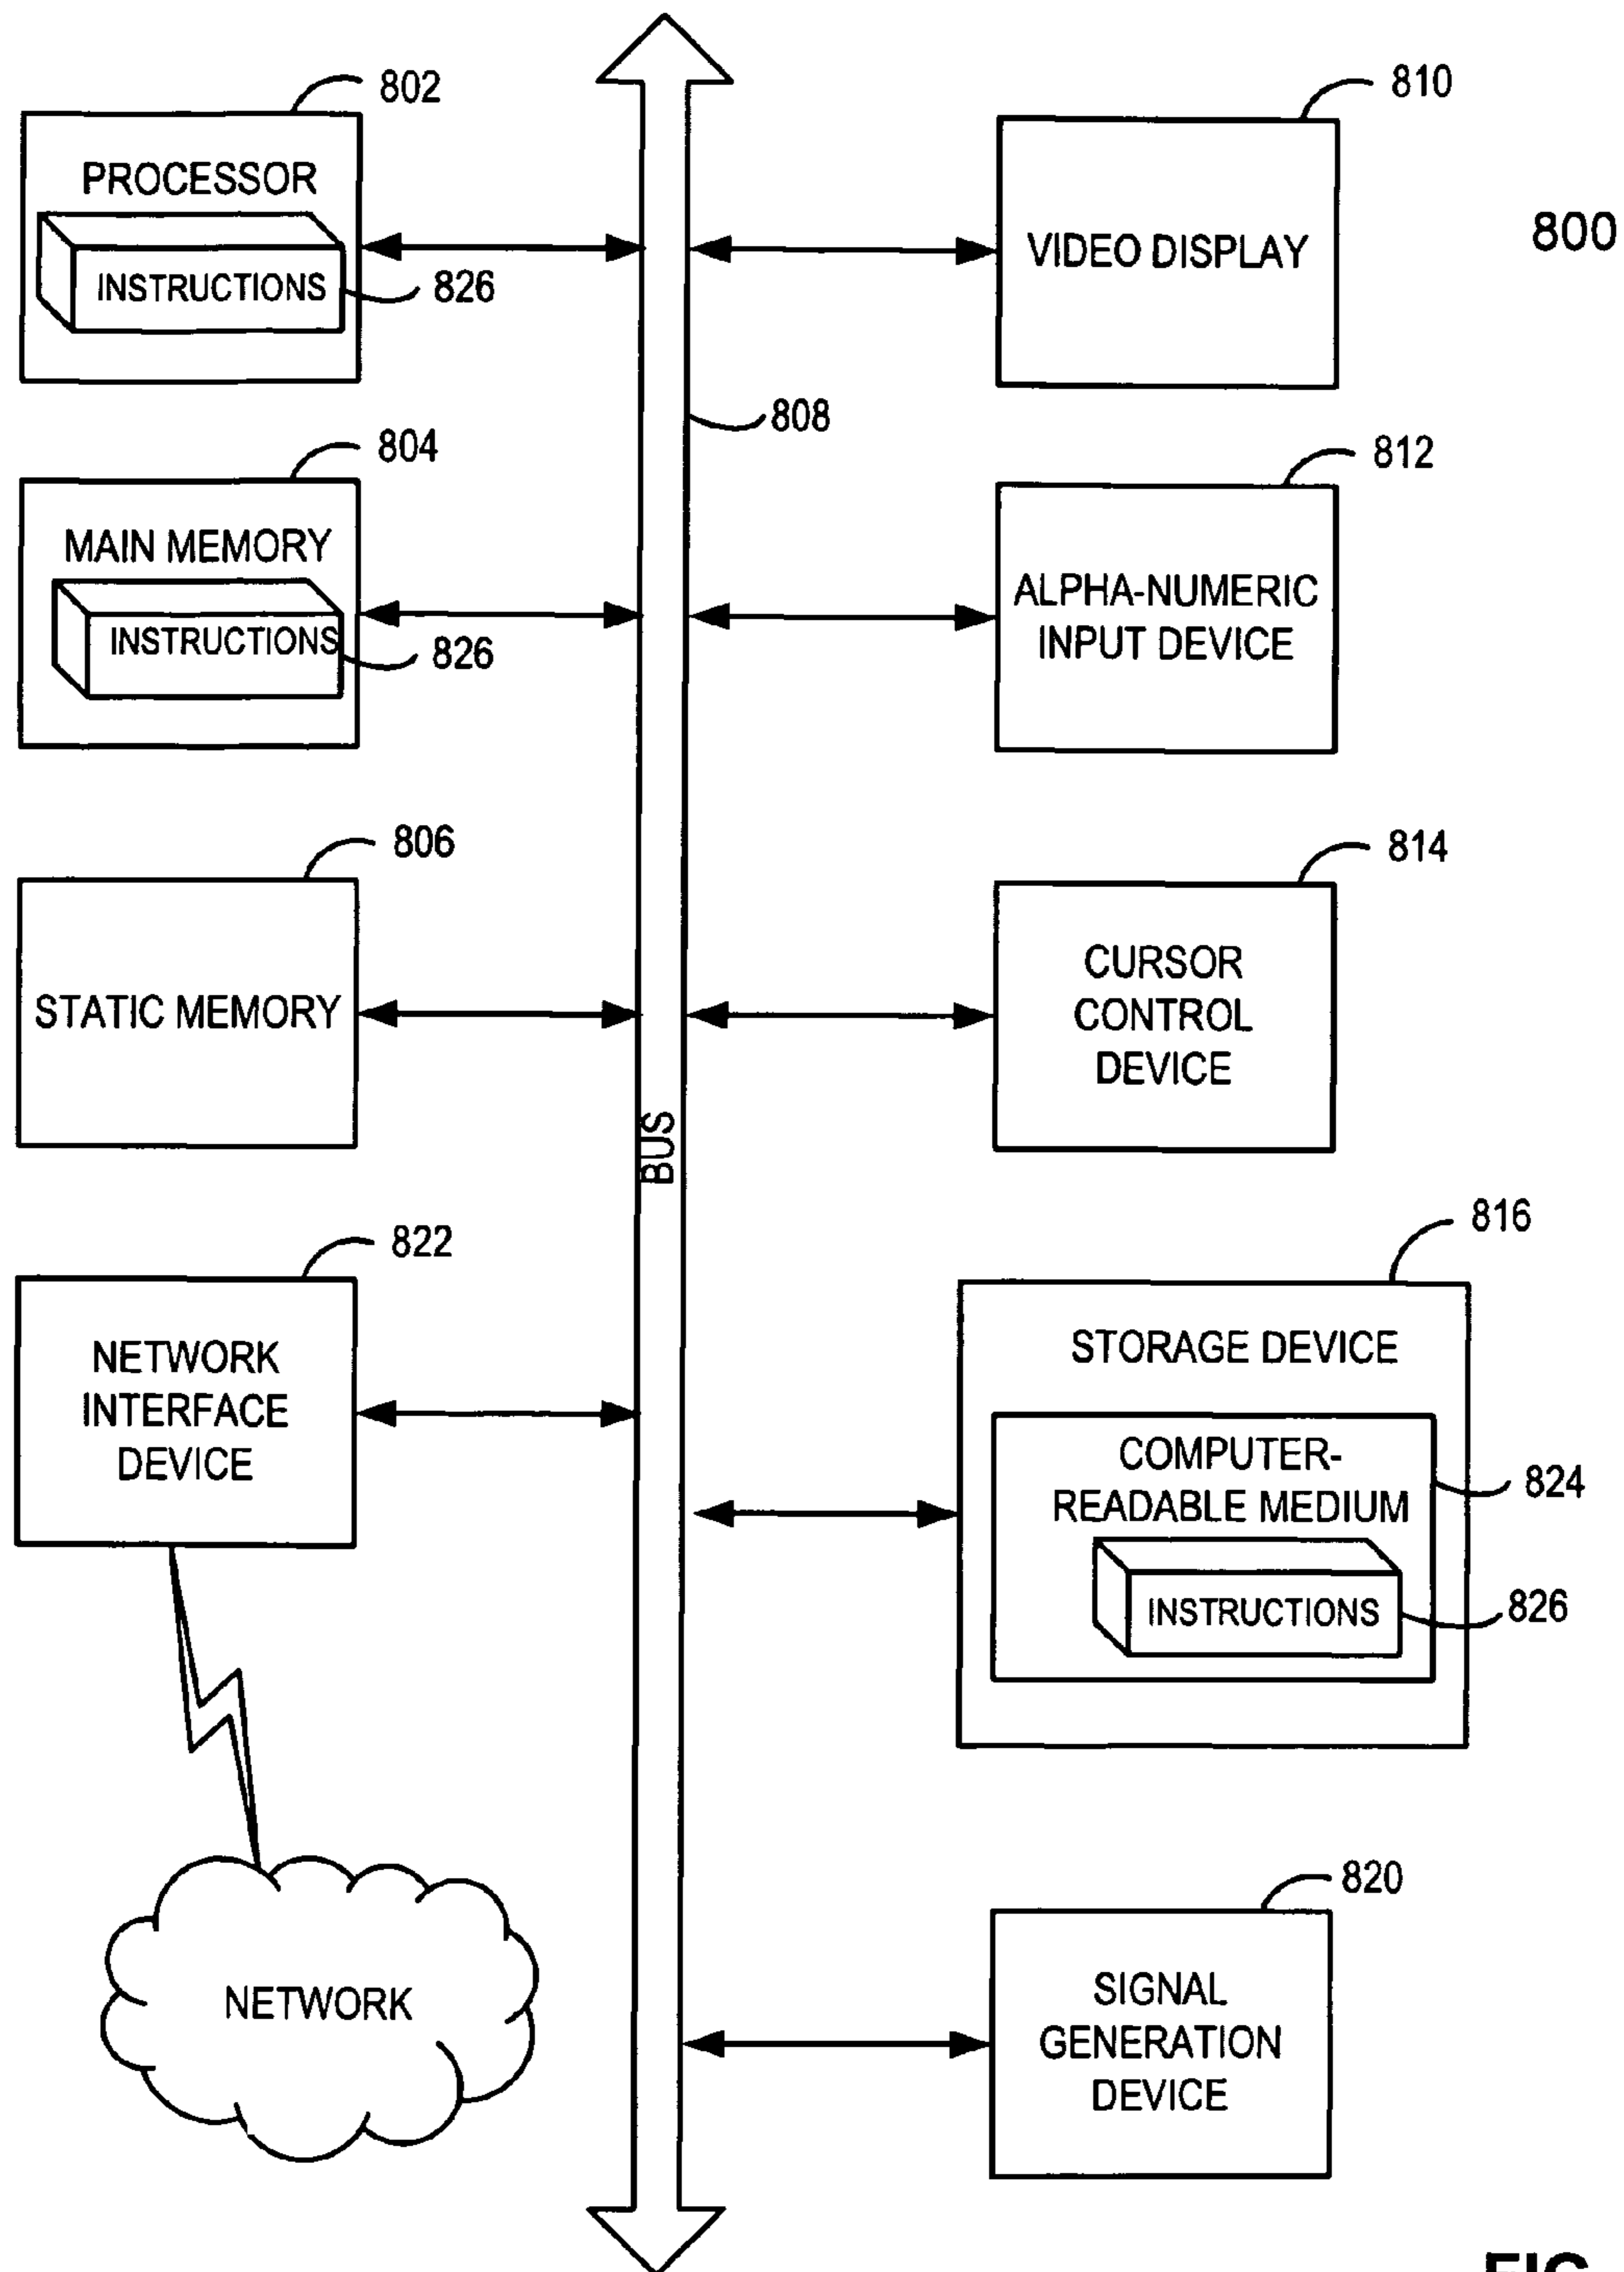 802
PROCESSOR
INSTRUCTIONS
826
804
MAIN MEMORY
INSTRUCTIONS
826
806
STATIC MEMORY
822
NETWORK
INTERFACE
DEVICE
NETWORK
808
BUS
810
VIDEO DISPLAY
800
812
ALPHA-NUMERIC
INPUT DEVICE
814
CURSOR
CONTROL
DEVICE
816
STORAGE DEVICE
COMPUTER-
READABLE MEDIUM
824
INSTRUCTIONS
826
820
SIGNAL
GENERATION
DEVICE
FIG